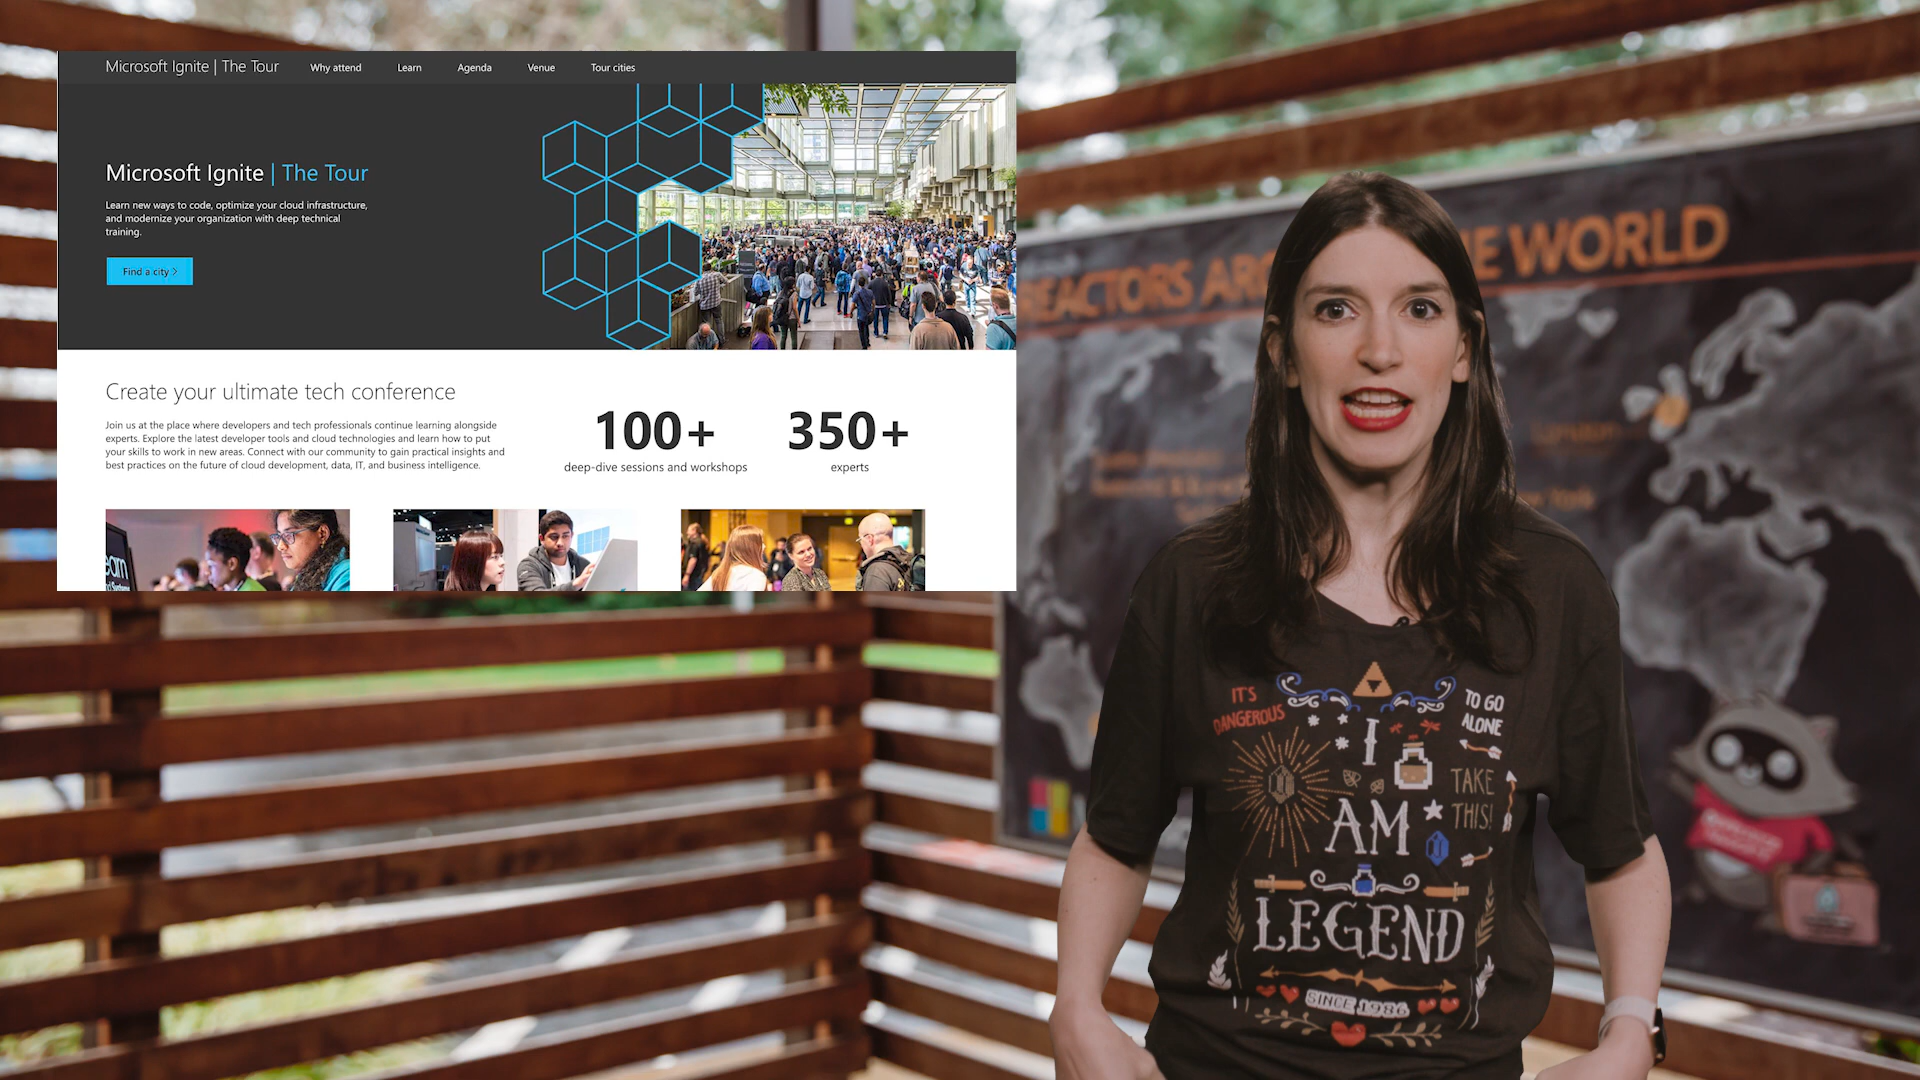 Microsoft Ignite | The Tour
Why attend
Learn
Agenda
Venue
Tour cities
Microsoft Ignite | The Tour
Learn new ways to code, optimize your cloud infrastructure,
and modernize your organization with deep technical
training.
Find a city >
Create your ultimate tech conference
Join us at the place where developers and tech professionals continue learning alongside
experts. Explore the latest developer tools and cloud technologies and learn how to put
your skills to work in new areas. Connect with our community to gain practical insights and
best practices on the future of cloud development, data, IT, and business intelligence.
100+
deep-dive sessions and workshops
350+
experts
REACTORS AR E WORLD
IT'S
DANGEROUS
TO GO
ALONE
I
TAKE
THIS!
AM
LEGEND
SINCE 1986